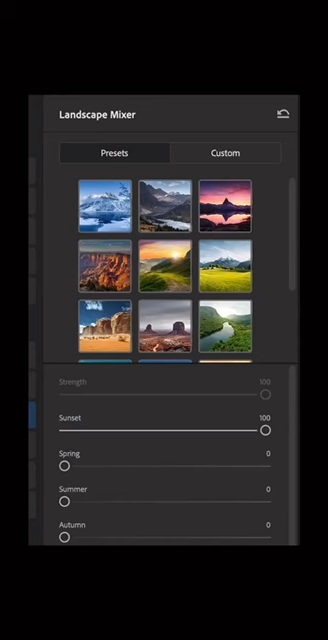 Landscape Mixer
Presets Custom
Strength 100
Sunset 100
Spring 0
Summer 0
Autumn 0